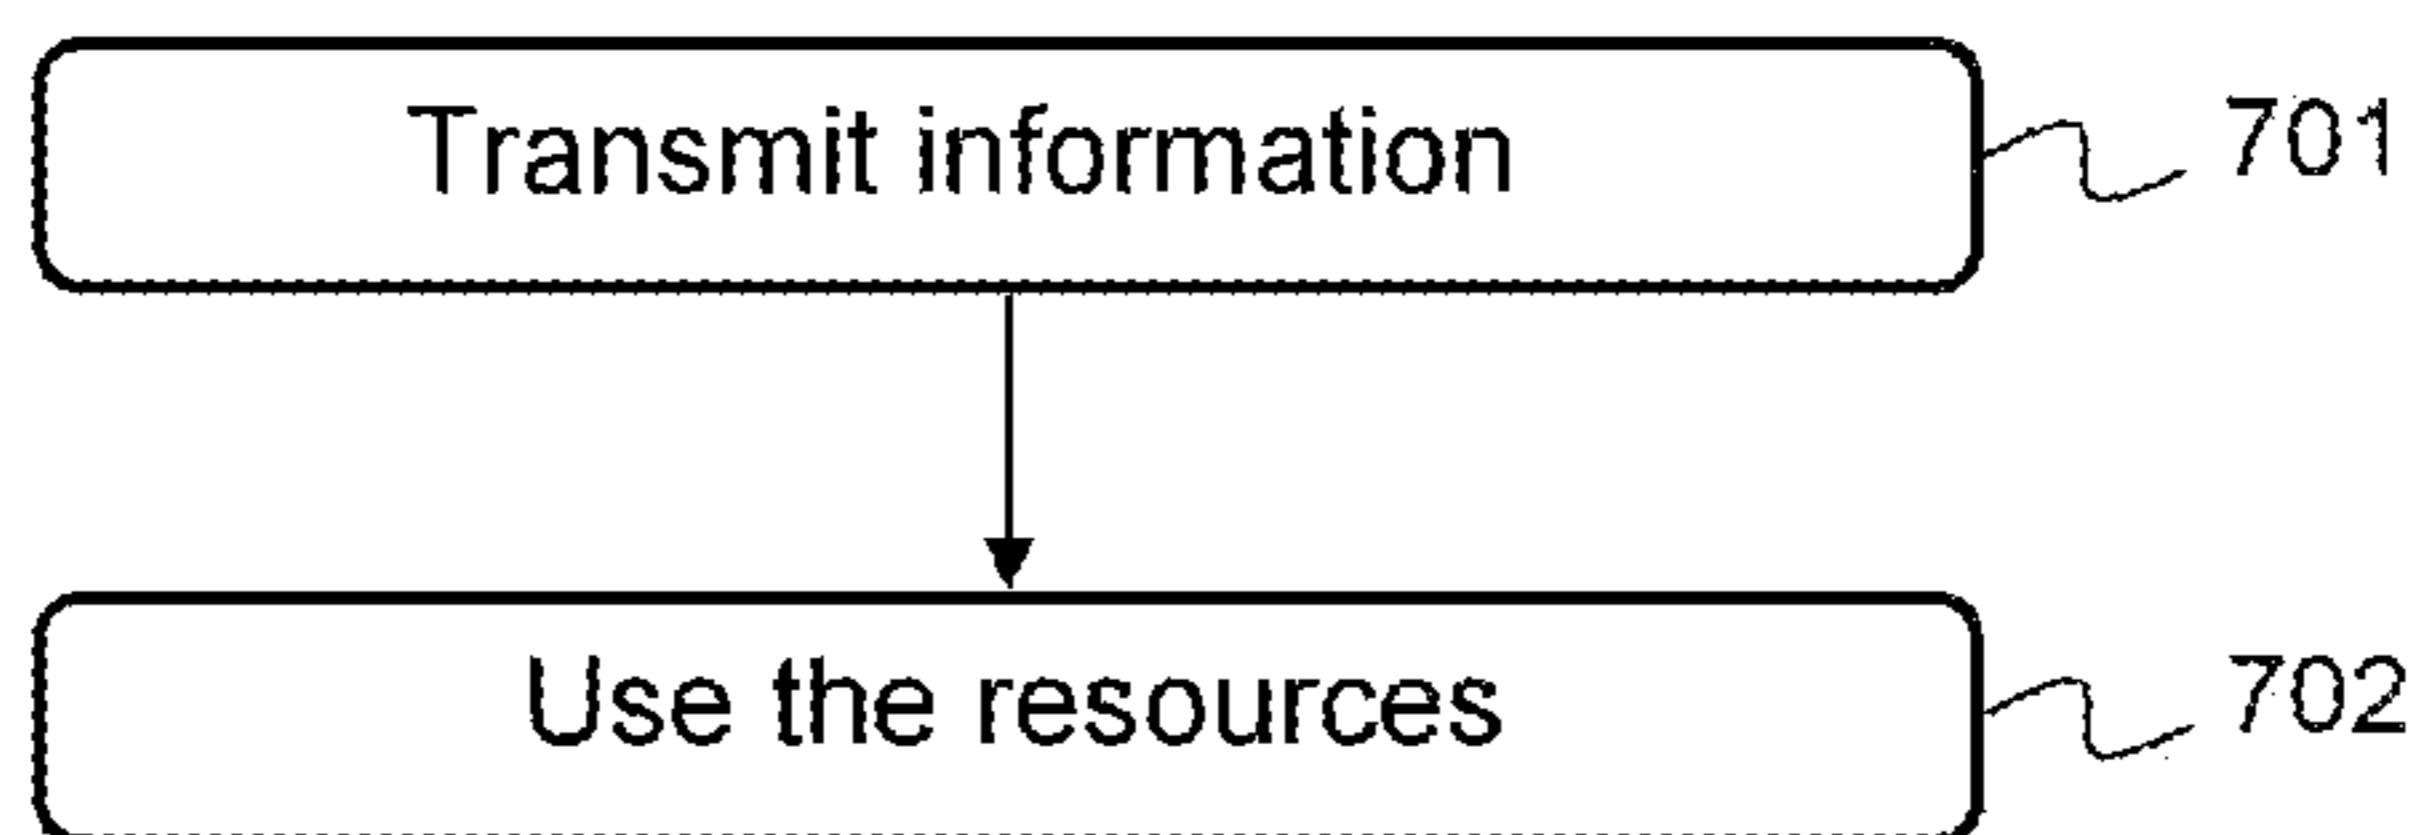 Transmit information 701
Use the resources 702